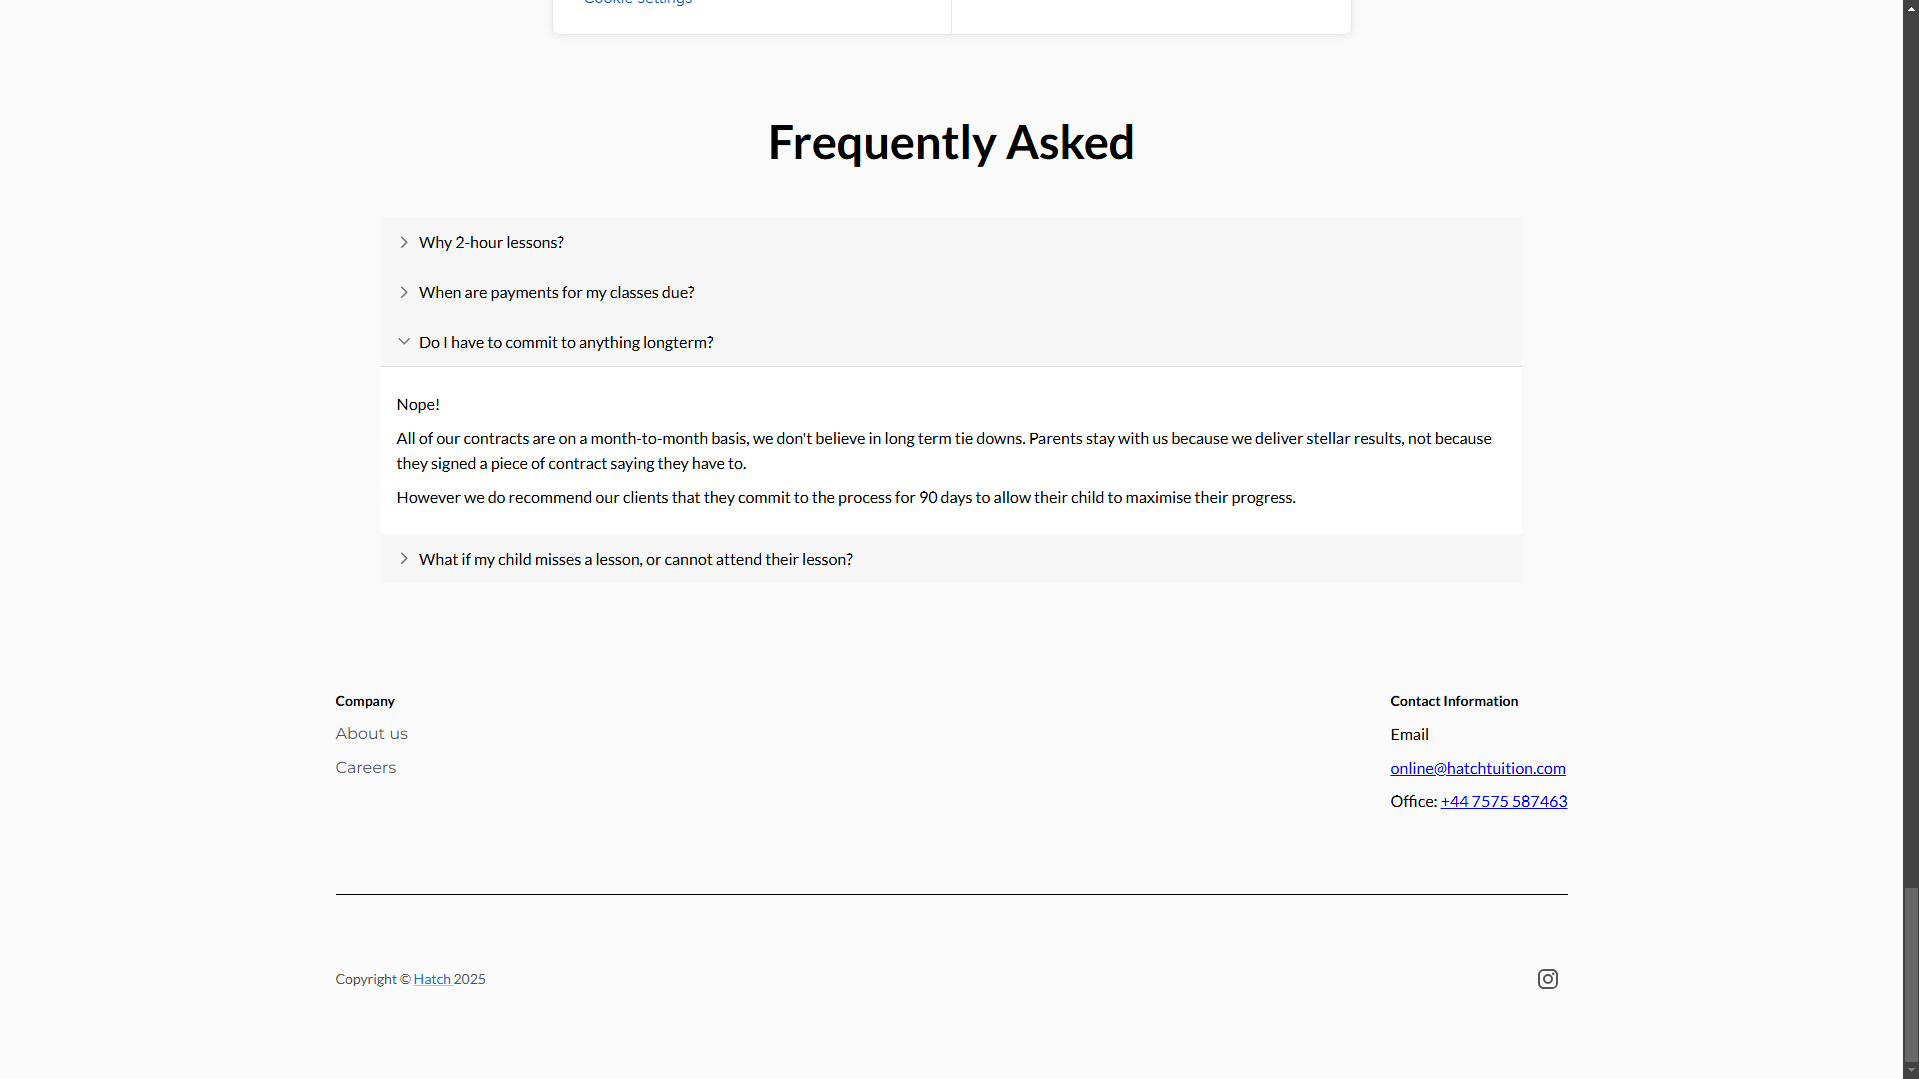 Cookie settings
Frequently Asked
Why 2-hour lessons?
When are payments for my classes due?
Do I have to commit to anything longterm?
Nope!
All of our contracts are on a month-to-month basis, we don't believe in long term tie downs. Parents stay with us because we deliver stellar results, not because
they signed a piece of contract saying they have to.
However we do recommend our clients that they commit to the process for 90 days to allow their child to maximise their progress.
What if my child misses a lesson, or cannot attend their lesson?
Company
About us
Careers
Contact Information
Email
online@hatchtuition.com
Office: +44 7575 587463
Copyright © Hatch 2025